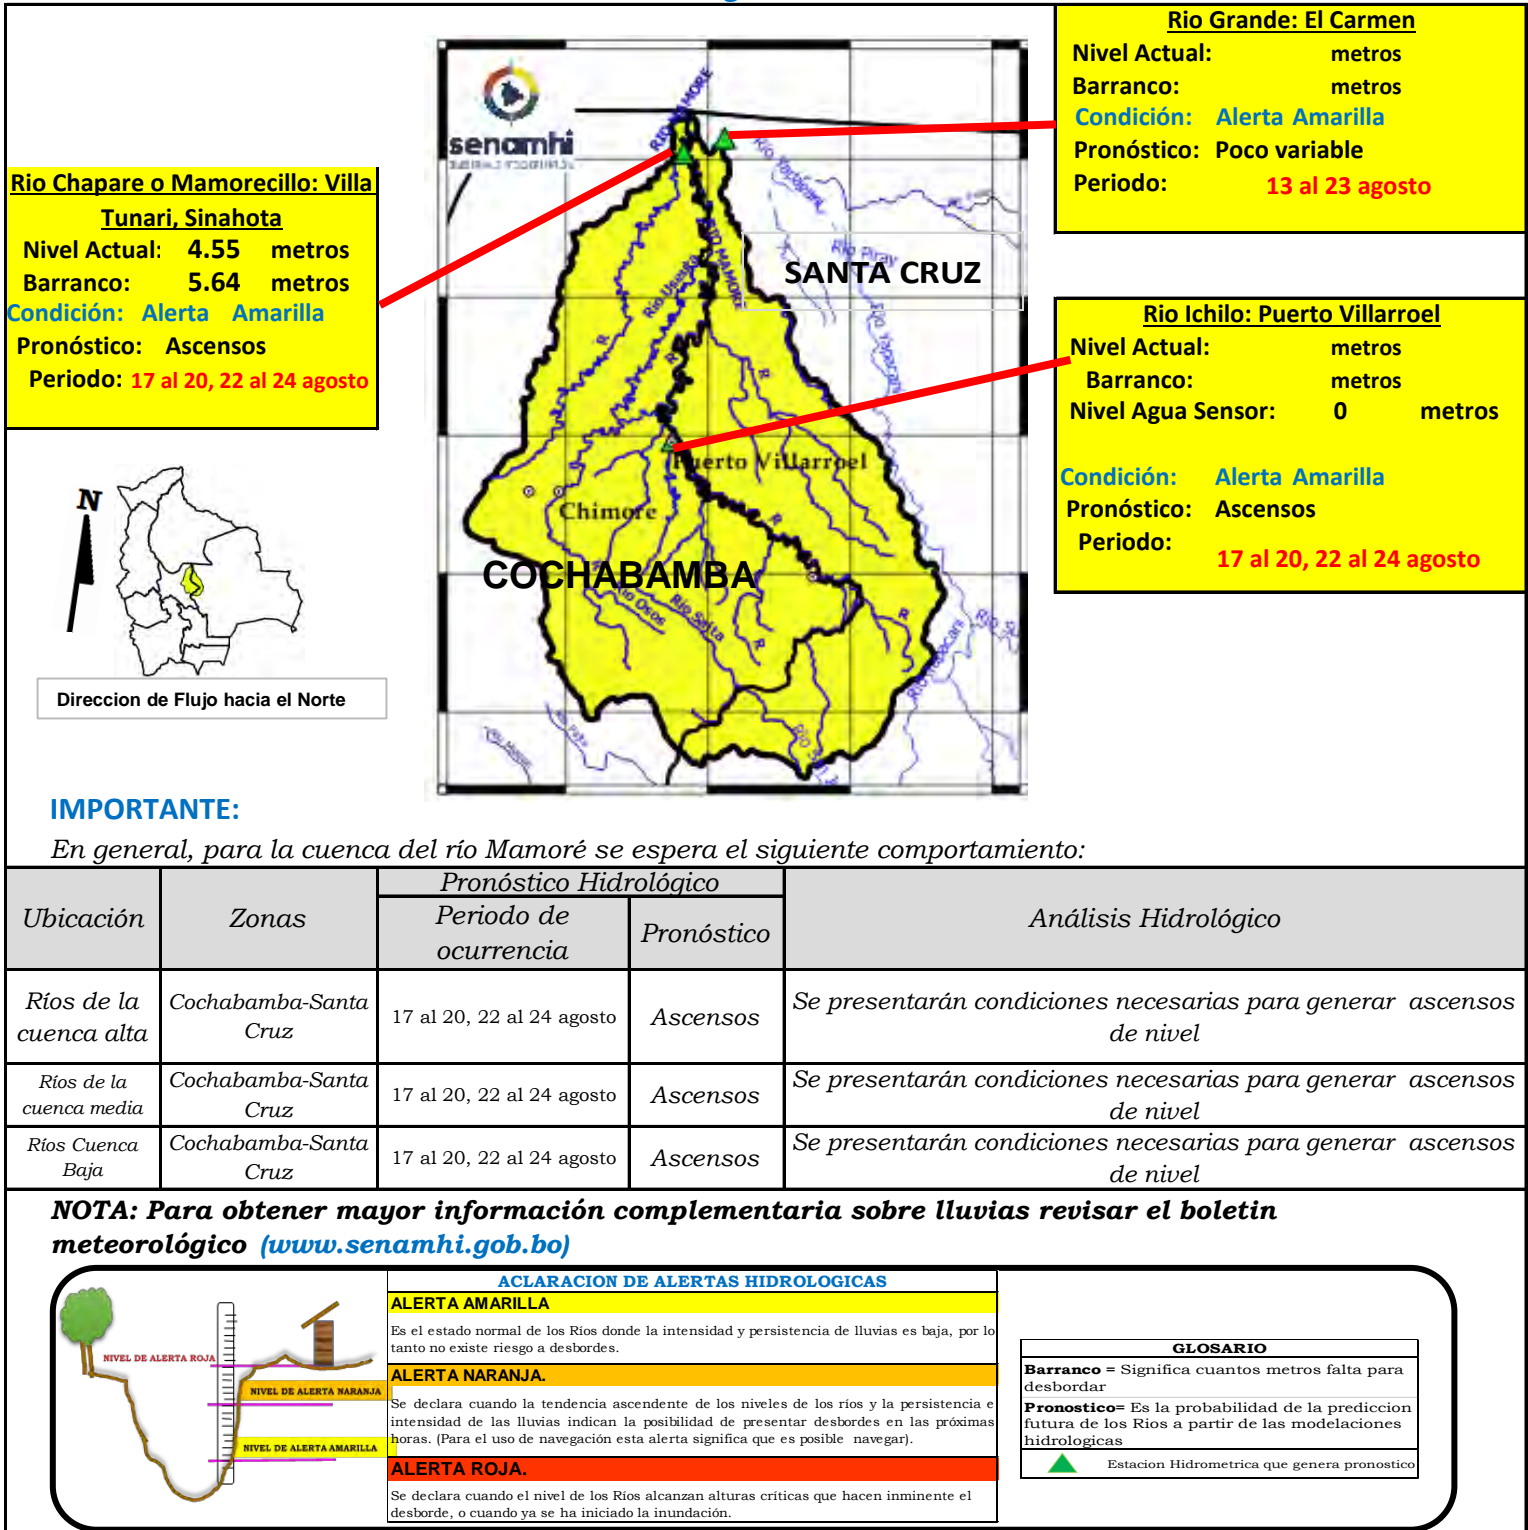 Rio Grande: El Carmen
Nivel Actual: metros
Barranco: metros
Condición: Alerta Amarilla
Pronóstico: Poco variable
Periodo: 13 al 23 agosto
Rio Chapare o Mamorecillo: Villa
Tunari, Sinahota
Nivel Actual: 4.55 metros
Barranco: 5.64 metros
Condición: Alerta Amarilla
Pronóstico: Ascensos
Periodo: 17 al 20, 22 al 24 agosto
Rio Ichilo: Puerto Villarroel
Nivel Actual: metros
Barranco: metros
Nivel Agua Sensor: 0 metros
Condición: Alerta Amarilla
Pronóstico: Ascensos
Periodo:
17 al 20, 22 al 24 agosto
senamhi
RIO MAMORE
Rio Yapacani
Rio Piray
SANTA CRUZ
RIO MAMORE
Rio Yapacani
R
R
R
Puerto Villarroel
Chimore
COCHABAMBA
Rio Osos
Rio Salta
R
R
Rio Yapacani
N
Direccion de Flujo hacia el Norte
IMPORTANTE:
En general, para la cuenca del río Mamoré se espera el siguiente comportamiento:
Ubicación
Zonas
Pronóstico Hidrológico
Periodo de
ocurrencia
Pronóstico
Análisis Hidrológico
Ríos de la
cuenca alta
Cochabamba-Santa
Cruz
17 al 20, 22 al 24 agosto
Ascensos
Se presentarán condiciones necesarias para generar ascensos
de nivel
Ríos de la
cuenca media
Cochabamba-Santa
Cruz
17 al 20, 22 al 24 agosto
Ascensos
Se presentarán condiciones necesarias para generar ascensos
de nivel
Ríos Cuenca
Baja
Cochabamba-Santa
Cruz
17 al 20, 22 al 24 agosto
Ascensos
Se presentarán condiciones necesarias para generar ascensos
de nivel
NOTA: Para obtener mayor información complementaria sobre lluvias revisar el boletin
meteorológico (www.senamhi.gob.bo)
NIVEL DE ALERTA ROJA
NIVEL DE ALERTA NARANJA
NIVEL DE ALERTA AMARILLA
ACLARACION DE ALERTAS HIDROLOGICAS
ALERTA AMARILLA
Es el estado normal de los Ríos donde la intensidad y persistencia de lluvias es baja, por lo
tanto no existe riesgo a desbordes.
ALERTA NARANJA.
Se declara cuando la tendencia ascendente de los niveles de los ríos y la persistencia e
intensidad de las lluvias indican la posibilidad de presentar desbordes en las próximas
horas. (Para el uso de navegación esta alerta significa que es posible navegar).
ALERTA ROJA.
Se declara cuando el nivel de los Ríos alcanzan alturas críticas que hacen inminente el
desborde, o cuando ya se ha iniciado la inundación.
GLOSARIO
Barranco = Significa cuantos metros falta para
desbordar
Pronostico= Es la probabilidad de la prediccion
futura de los Rios a partir de las modelaciones
hidrologicas
Estacion Hidrometrica que genera pronostico